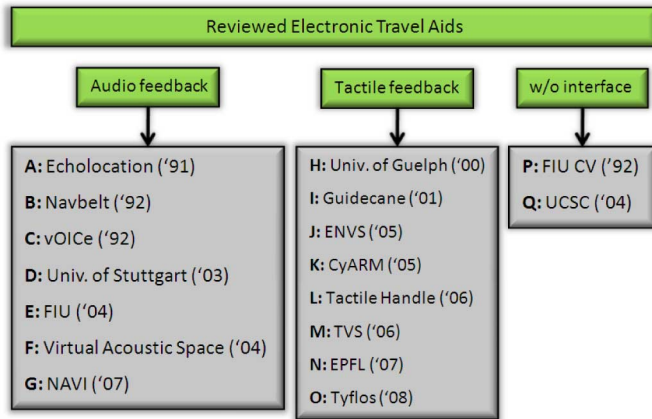 Reviewed Electronic Travel Aids
Audio feedback
A: Echolocation (‘91)
B: Navbelt (‘92)
C: vOICe (‘92)
D: Univ. of Stuttgart (‘03)
E: FIU (‘04)
F: Virtual Acoustic Space (‘04)
G: NAVI (‘07)
Tactile feedback
H: Univ. of Guelph (‘00)
I: Guidecane (‘01)
J: ENVS (‘05)
K: CyARM (‘05)
L: Tactile Handle (‘06)
M: TVS (‘06)
N: EPFL (‘07)
O: Tyflos (‘08)
w/o interface
P: FIU CV (’92)
Q: UCSC (‘04)